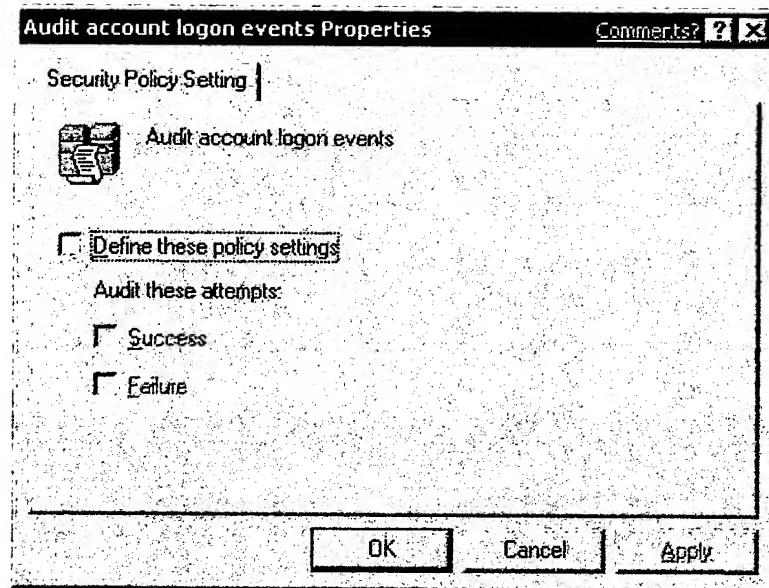 Audit account logon events Properties Comments? ? X
Security Policy Setting
Audit account logon events
Define these policy settings
Audit these attempts:
Success
Failure
OK Cancel Apply